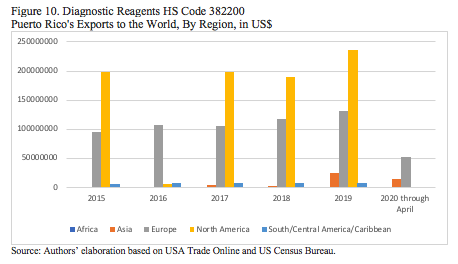 Figure 10. Diagnostic Reagents HS Code 382200
Puerto Rico's Exports to the World, By Region, in US$
250000000
200000000
150000000
100000000
50000000
0
2015 2016 2017 2018 2019 2020 through
April
Africa Asia Europe North America South/Central America/Caribbean
Source: Authors' elaboration based on USA Trade Online and US Census Bureau.